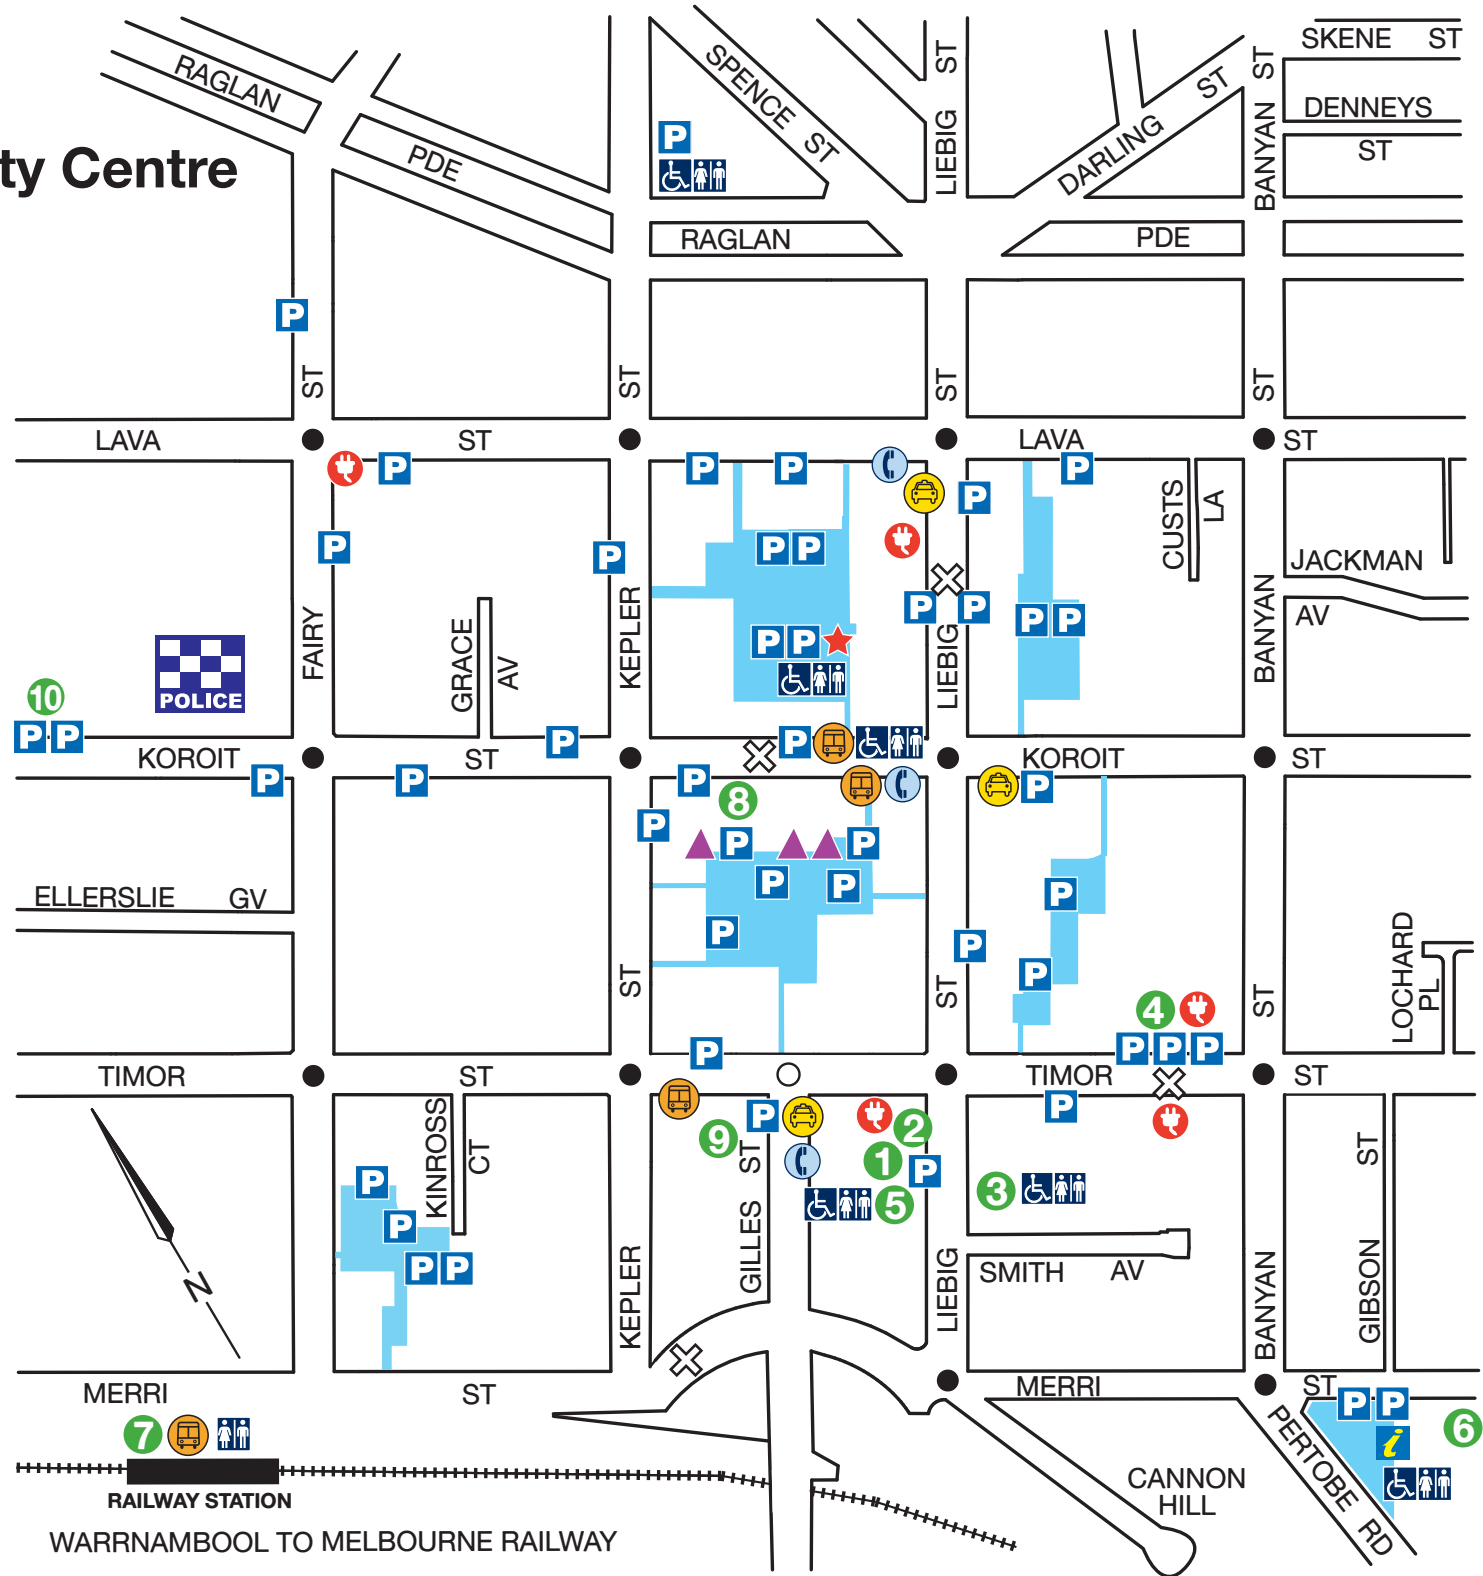 SKENE ST
RAGLAN
SPENCE ST
LIEBIG ST
DARLING ST
BANYAN ST
DENNEYS
ST
P
ty Centre
PDE
RAGLAN
PDE
P
ST
ST
ST
ST
LAVA
ST
LAVA
ST
P
P
P
P
P
CUSTS
LA
P
P
P P
JACKMAN
AV
FAIRY
GRACE
AV
KEPLER
P
P
LIEBIG
P P
BANYAN
P P
POLICE
10
P P
P
P
KOROIT
ST
KOROIT
ST
P
P
P
P
8
P
P
P
P
P
P
P
ELLERSLIE GV
P
P
P
LOCHARD
PL
ST
ST
ST
4
P P P
P
TIMOR
ST
TIMOR
ST
P
P
KINROSS
CT
9
ST
2
1
P
ST
P
3
5
P
P P
N
KEPLER
GILLES
LIEBIG
SMITH AV
BANYAN
GIBSON
MERRI
ST
MERRI
ST
P P
7
6
i
PERTOBE RD
RAILWAY STATION
CANNON
HILL
WARRNAMBOOL TO MELBOURNE RAILWAY